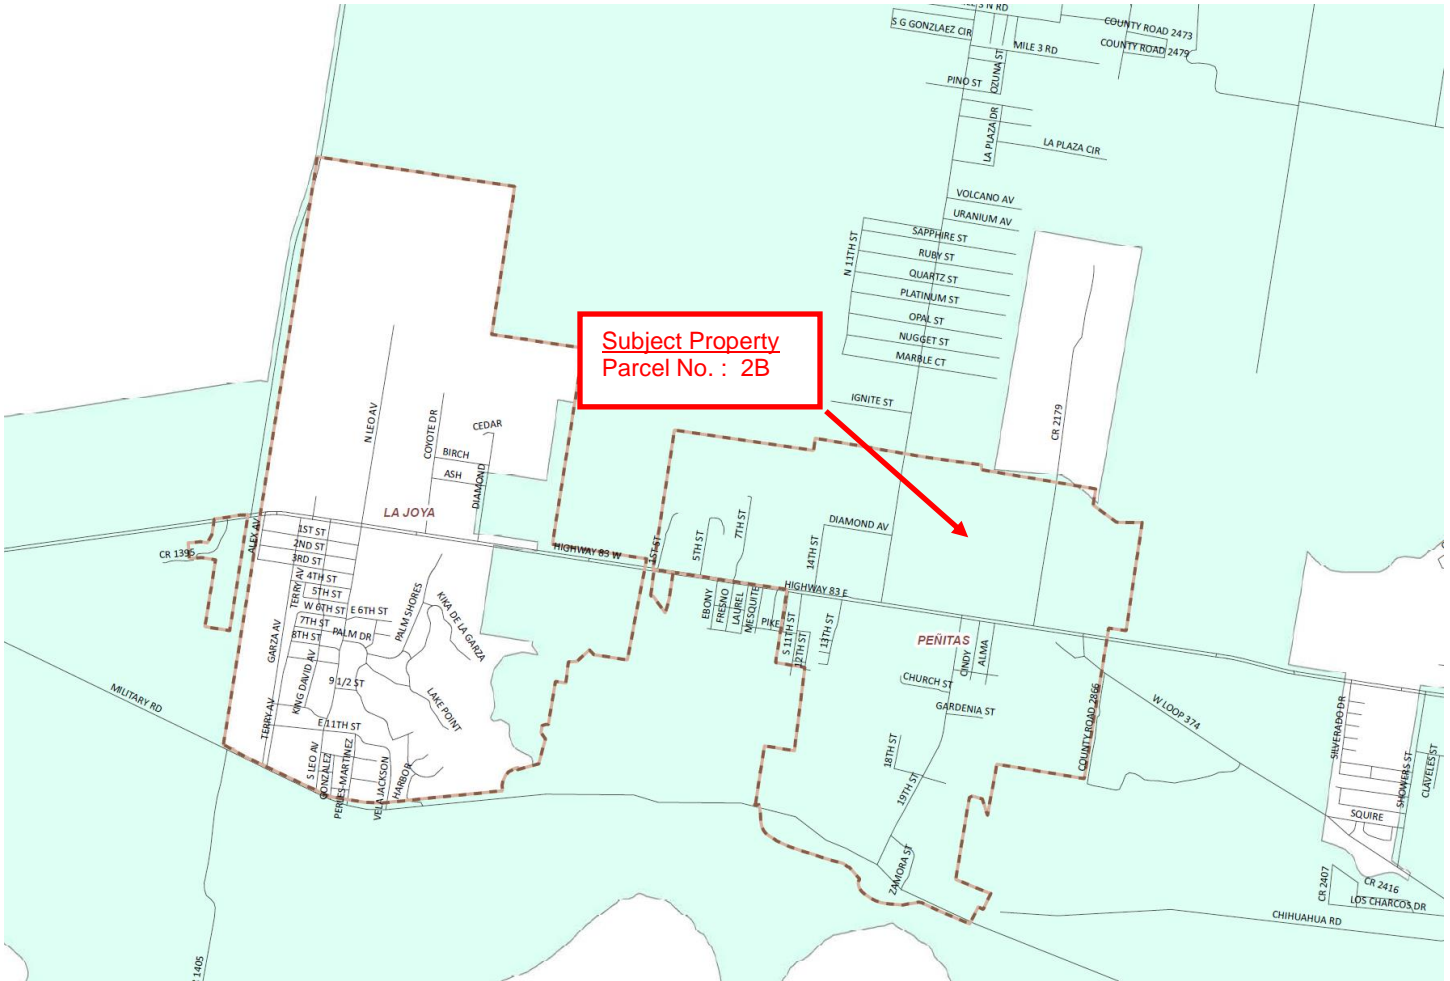 S N RD
S G GONZLAEZ CIR
COUNTY ROAD 2473
COUNTY ROAD 2479
MILE 3 RD
OZUNA ST
PINO ST
LA PLAZA DR
LA PLAZA CIR
VOLCANO AV
URANIUM AV
N 11TH ST
SAPPHIRE ST
RUBY ST
QUARTZ ST
PLATINUM ST
OPAL ST
NUGGET ST
MARBLE CT
Subject Property
Parcel No. : 2B
IGNITE ST
CR 2179
N LEO AV
COYOTE DR
CEDAR
BIRCH
ASH
DIAMOND
LA JOYA
ALEX AV
CR 1395
1ST ST
2ND ST
3RD ST
4TH ST
5TH ST
TERRY AV
W 6TH ST
E 6TH ST
7TH ST
8TH ST
PALM DR
GARZA AV
KING DAVID AV
PALM SHORES
KIKA DE LA GARZA
9 1/2 ST
LAKE POINT
E 11TH ST
TERRY AV
MILITARY RD
S LEO AV
GONZALEZ
PERLES-MARTINEZ
VELA JACKSON
HARBOR
HIGHWAY 83 W
1ST ST
5TH ST
7TH ST
14TH ST
DIAMOND AV
HIGHWAY 83 E
EBONY
FRESNO
LAUREL
MESQUITE
PIKE
S 11TH ST
12TH ST
13TH ST
PEÑITAS
CINDY
ALMA
CHURCH ST
GARDENIA ST
18TH ST
19TH ST
ZAMORA ST
COUNTY ROAD 2866
W LOOP 374
SILVERADO DR
SHOWERS ST
CLAVELES ST
SQUIRE
CR 2407
CR 2416
LOS CHARCOS DR
CHIHUAHUA RD
1405